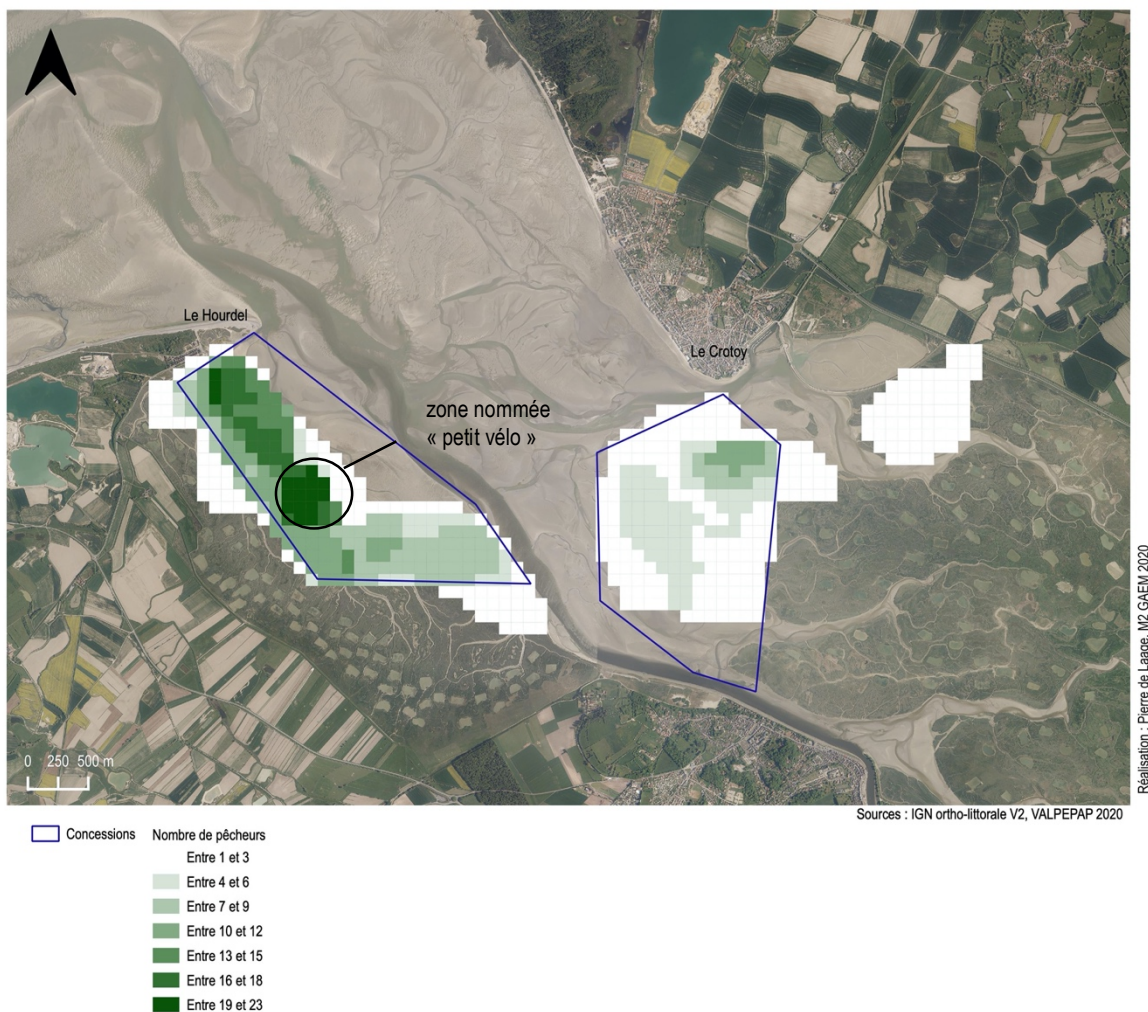 Le Hourdel
Le Crotoy
zone nommée
« petit vélo »
0 250 500 m
Réalisation : Pierre de Laage, M2 GAEM 2020
Sources : IGN ortho-littorale V2, VALPEPAP 2020
Concessions
Nombre de pêcheurs
Entre 1 et 3
Entre 4 et 6
Entre 7 et 9
Entre 10 et 12
Entre 13 et 15
Entre 16 et 18
Entre 19 et 23